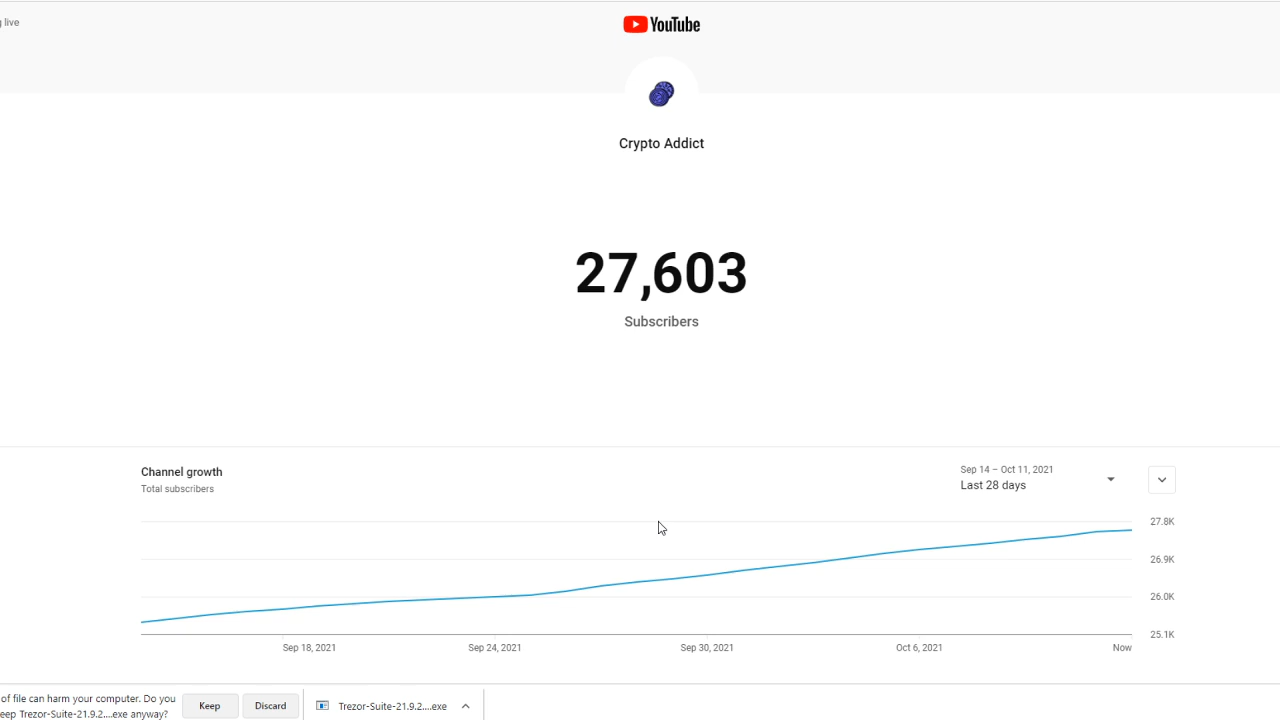 live
YouTube
Crypto Addict
27,603
Subscribers
Channel growth
Total subscribers
Sep 14 – Oct 11, 2021
Last 28 days
27.8K
26.9K
26.0K
25.1K
Sep 18, 2021
Sep 24, 2021
Sep 30, 2021
Oct 6, 2021
Now
of file can harm your computer. Do you
eep Trezor-Suite-21.9.2....exe anyway?
Keep
Discard
Trezor-Suite-21.9.2....exe